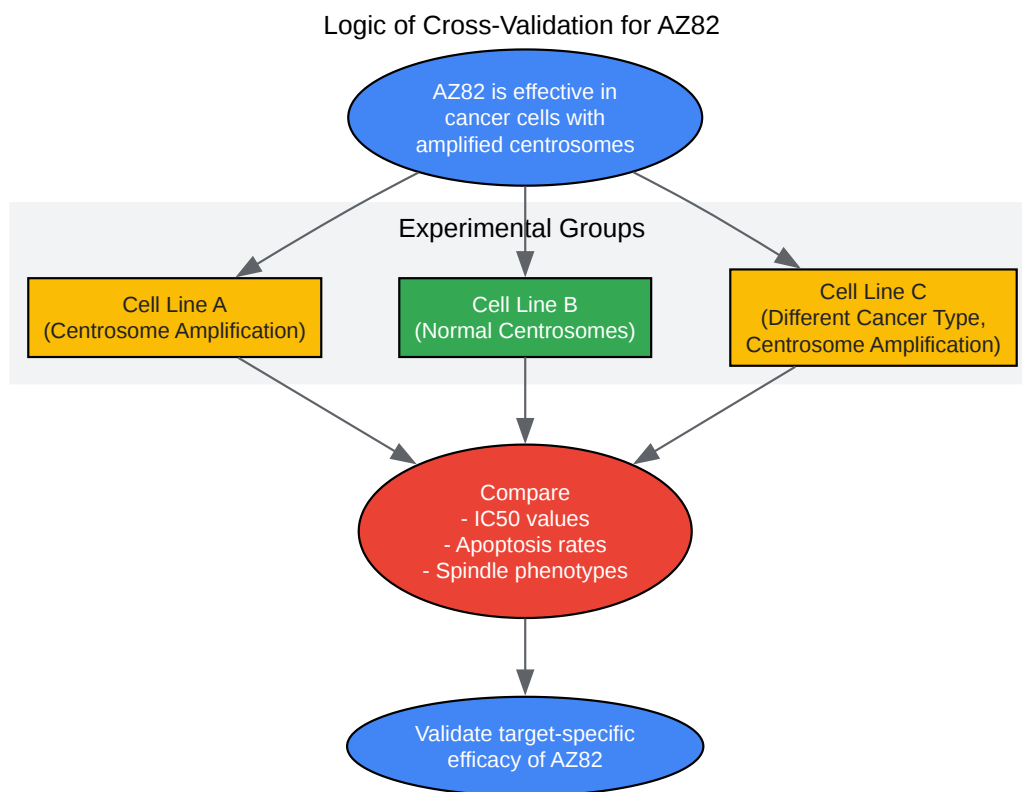 Logic of Cross-Validation for AZ82
AZ82 is effective in
cancer cells with
amplified centrosomes
Experimental Groups
Cell Line A
(Centrosome Amplification)
Cell Line B
(Normal Centrosomes)
Cell Line C
(Different Cancer Type,
Centrosome Amplification)
Compare
- IC50 values
- Apoptosis rates
- Spindle phenotypes
Validate target-specific
efficacy of AZ82